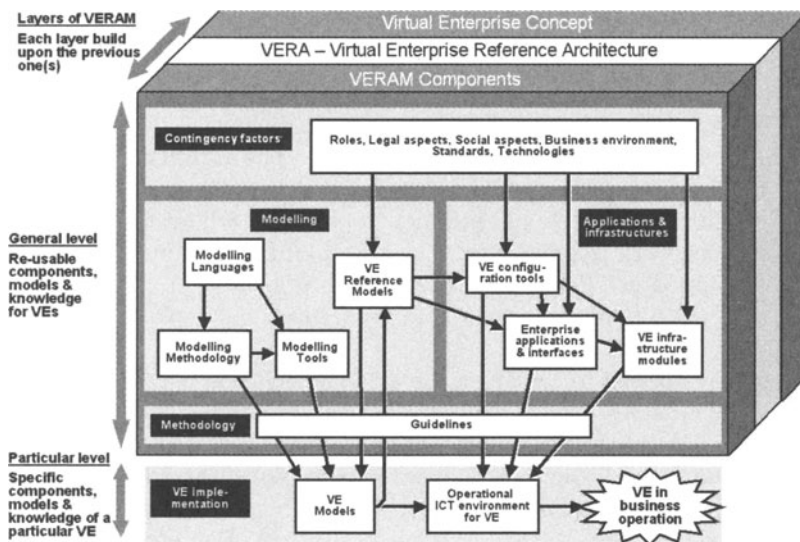 Layers of VERAM
Each layer build
upon the previous
one(s)
Virtual Enterprise Concept
VERA – Virtual Enterprise Reference Architecture
VERAM Components
Contingency factors
Roles, Legal aspects, Social aspects, Business environment,
Standards, Technologies
General level
Re-usable
components,
models &
knowledge
for VEs
Modelling
Applications &
infrastructures
Modelling
Languages
VE
Reference
Models
VE configu-
ration tools
Modelling
Methodology
Modelling
Tools
Enterprise
applications
& interfaces
VE infra-
structure
modules
Methodology
Guidelines
Particular level
Specific
components,
models &
knowledge of a
particular VE
VE Imple-
mentation
VE
Models
Operational
ICT environment
for VE
VE in
business
operation